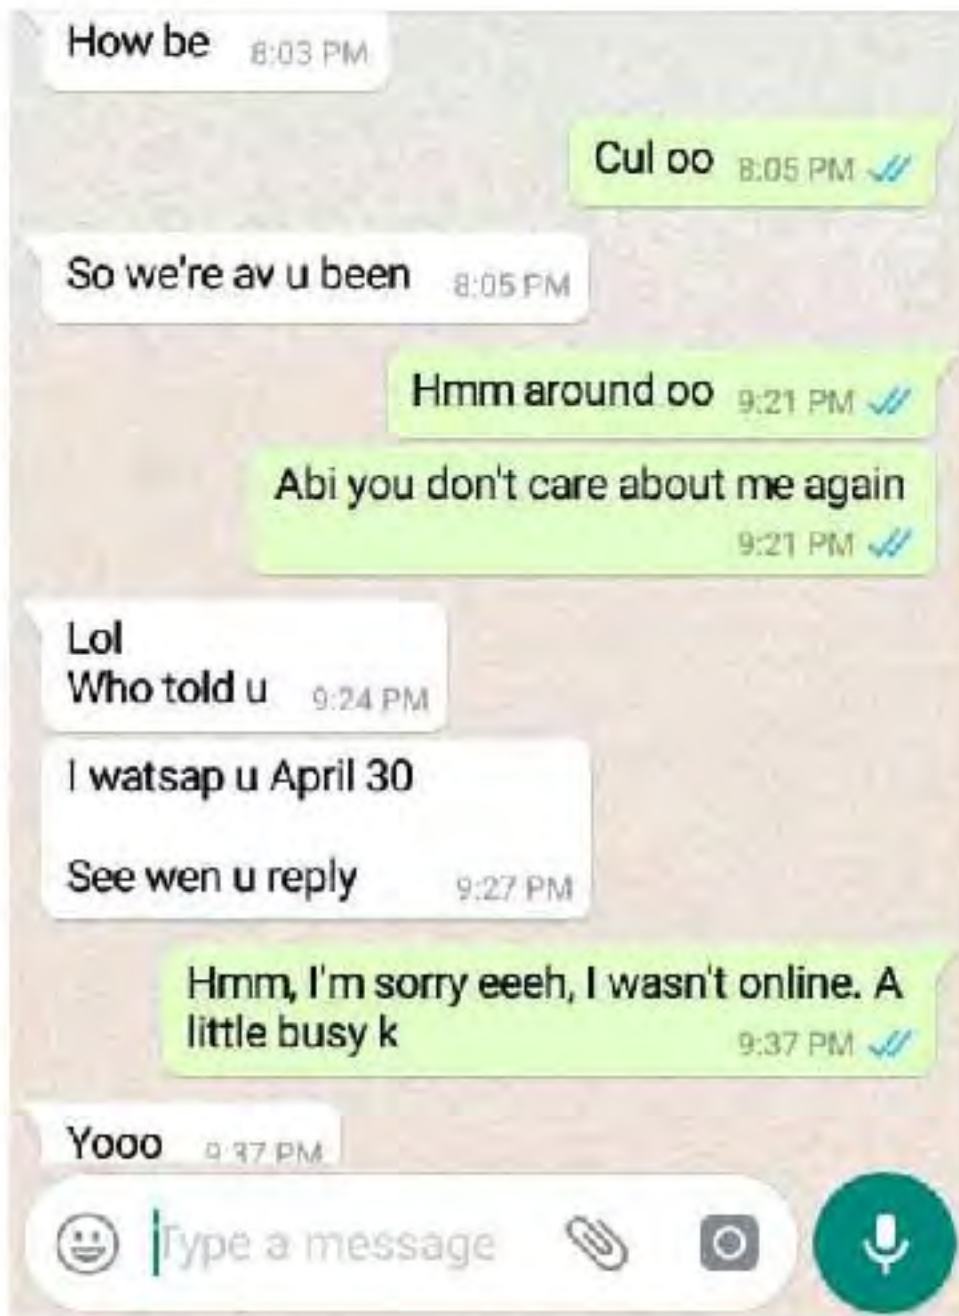 How be 8:03 PM
Cul oo 8:05 PM
So we're av u been 8:05 PM
Hmm around oo 9:21 PM
Abi you don't care about me again
9:21 PM
Lol
Who told u 9:24 PM
I watsap u April 30
See wen u reply 9:27 PM
Hmm, I'm sorry eeeh, I wasn't online. A
little busy k 9:37 PM
Yooo 9:37 PM
Type a message